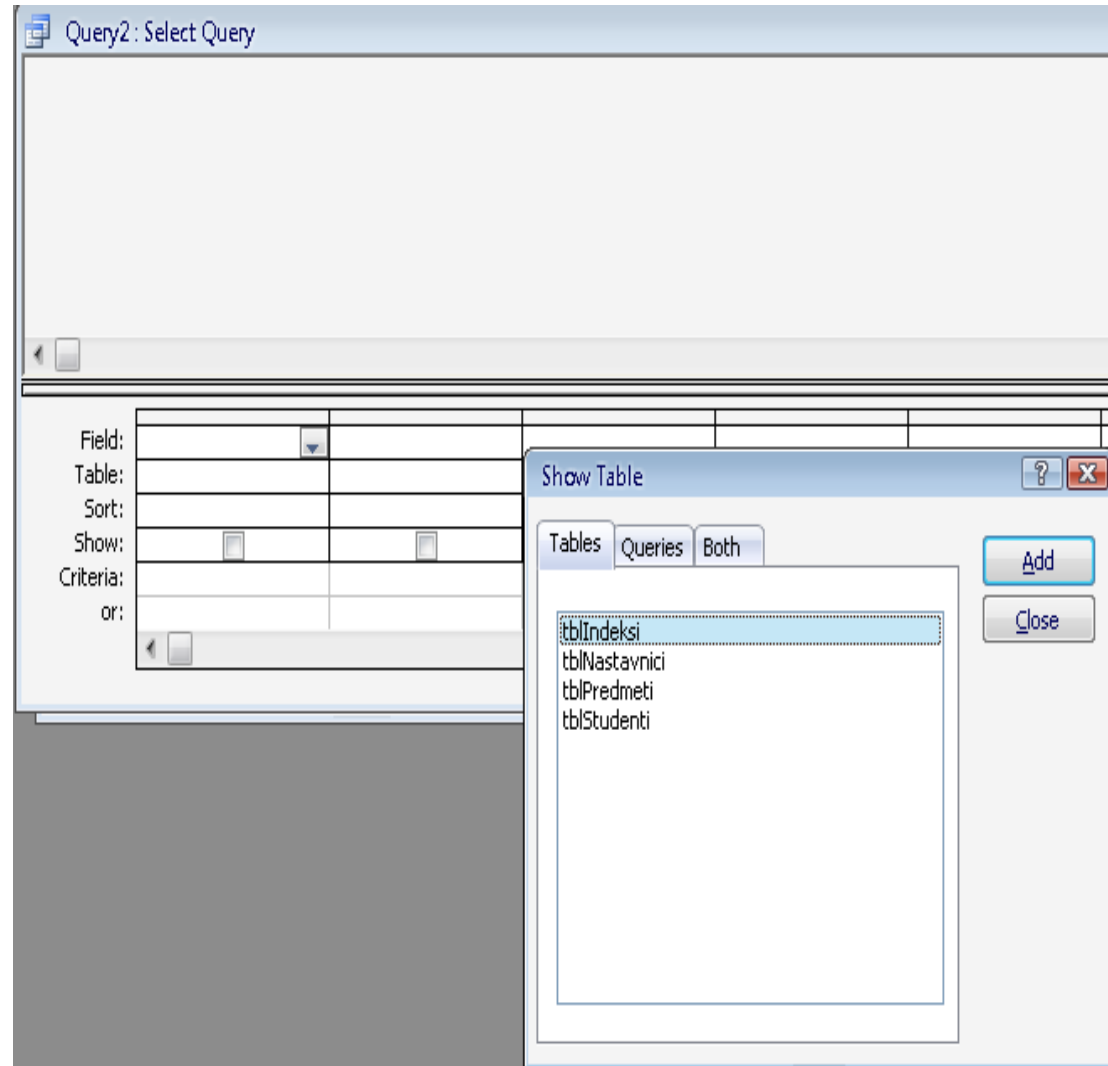 Query2 : Select Query
Field:
Table:
Sort:
Show:
Criteria:
or:
Show Table
?
Tables Queries Both
Add
Close
tblIndeksi
tblNastavnici
tblPredmeti
tblStudenti